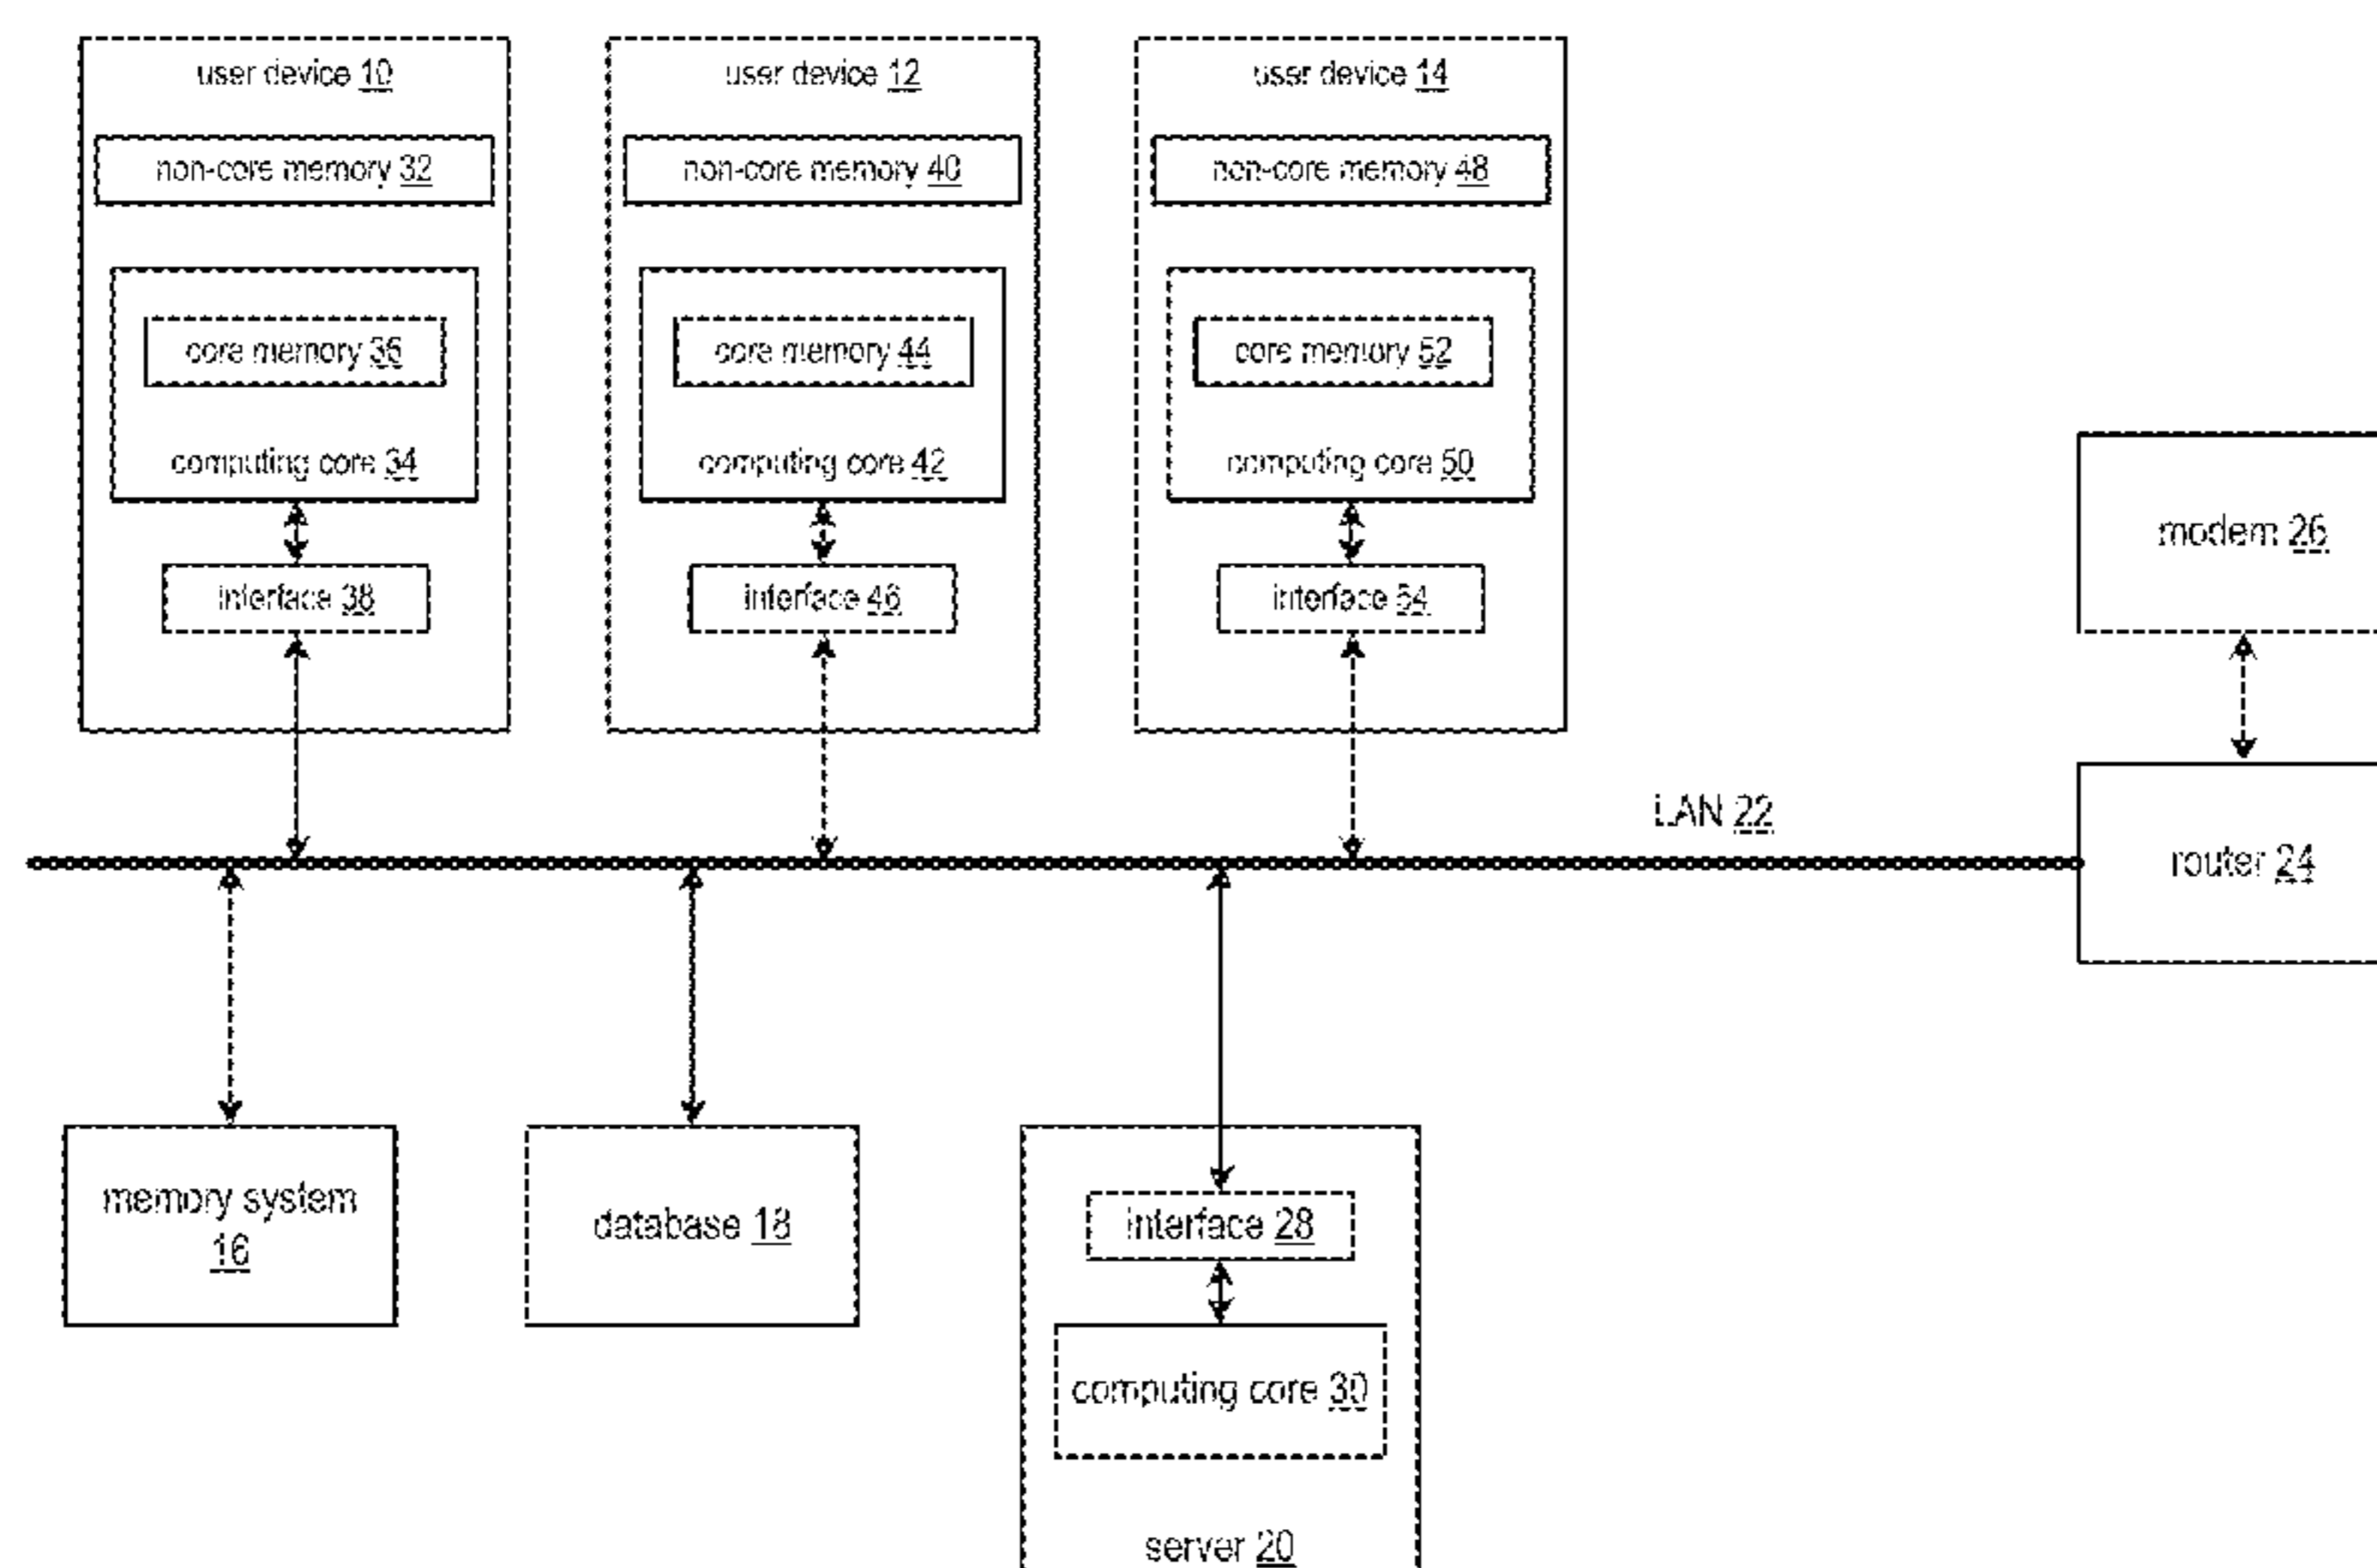 user device 10
non-core memory 32
core memory 36
computing core 34
interface 38
user device 12
non-core memory 40
core memory 44
computing core 42
interface 46
user device 14
non-core memory 48
core memory 52
computing core 50
interface 54
modem 26
LAN 22
router 24
memory system
16
database 18
interface 28
computing core 30
server 20